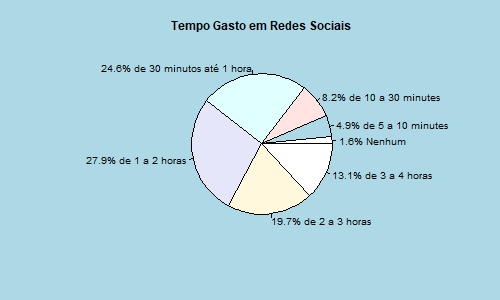 Tempo Gasto em Redes Sociais
24.6% de 30 minutos até 1 hora
8.2% de 10 a 30 minutes
4.9% de 5 a 10 minutes
1.6% Nenhum
27.9% de 1 a 2 horas
13.1% de 3 a 4 horas
19.7% de 2 a 3 horas